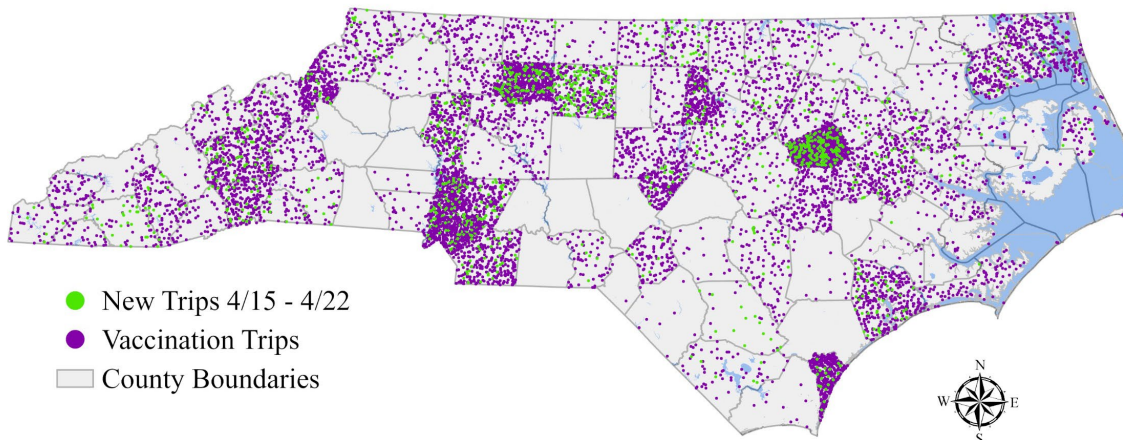 New Trips 4/15 - 4/22
Vaccination Trips
County Boundaries
N
W E
S